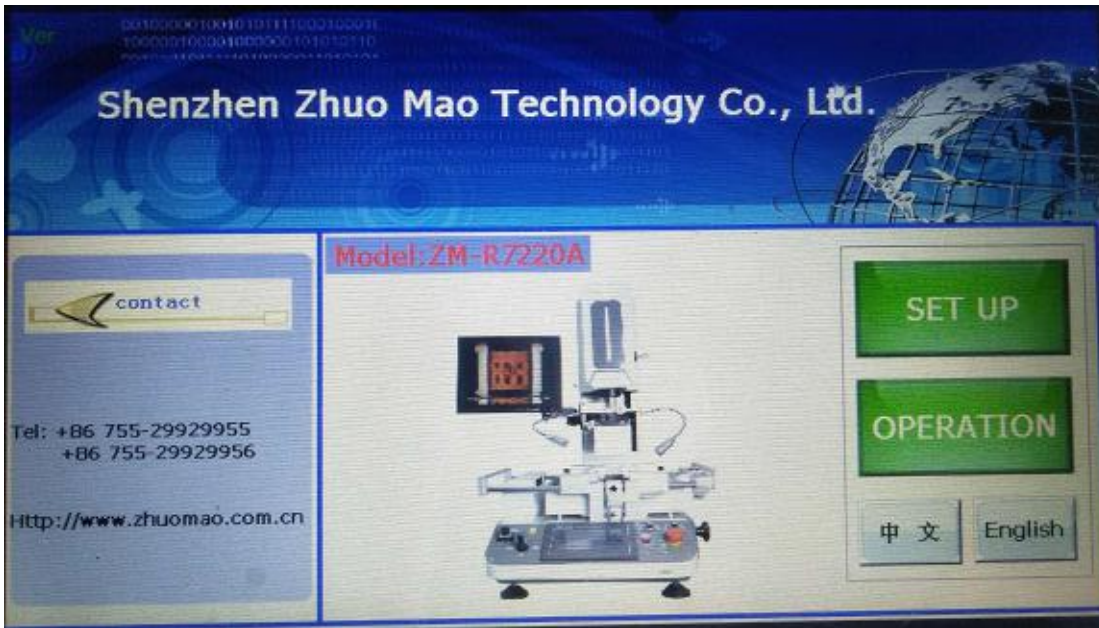 Ver
Shenzhen Zhuo Mao Technology Co., Ltd.
Model:ZM-R7220A
contact
SET UP
OPERATION
Tel: +86 755-29929955
+86 755-29929956
Http://www.zhuomao.com.cn
中 文
English